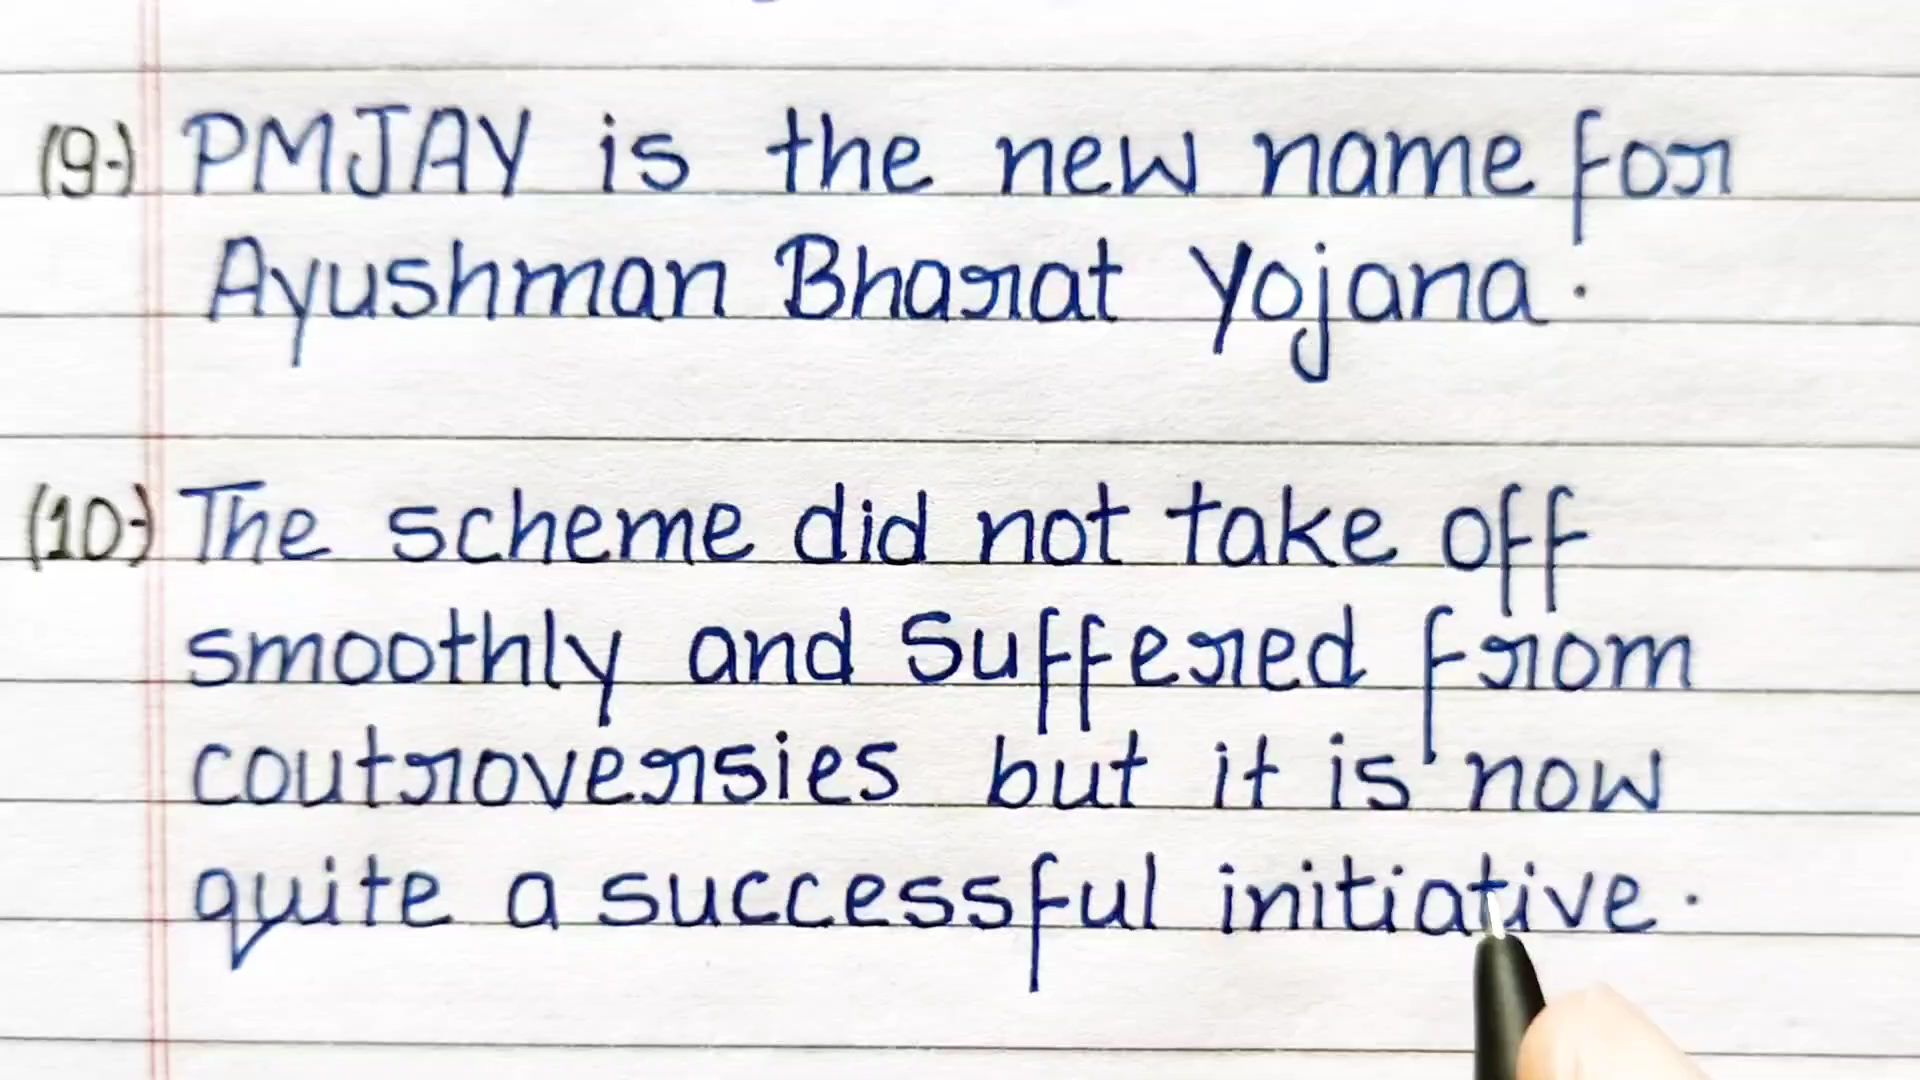 (9.) PMJAY is the new name for
Ayushman Bharat Yojana.
(10.) The scheme did not take off
smoothly and suffered from
coutroversies but it is now
quite a successful initiative.